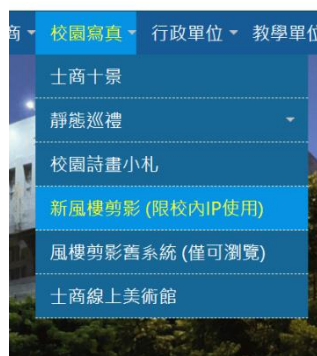 商 校園寫真 行政單位 教學單位
士商十景
靜態巡禮
校園詩畫小札
新風樓剪影 (限校內IP使用)
風樓剪影舊系統 (僅可瀏覽)
士商線上美術館